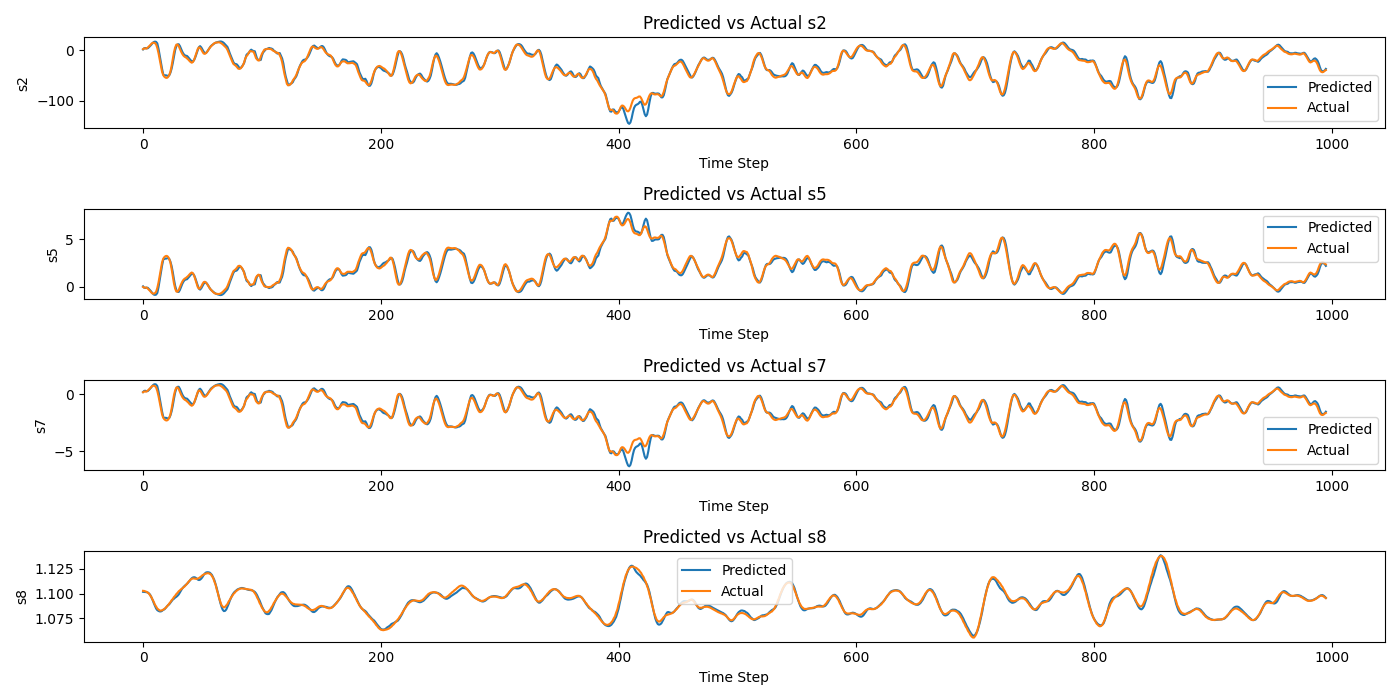 Predicted vs Actual s2
s2
0
−100
Predicted
Actual
0 200 400 600 800 1000
Time Step
Predicted vs Actual s5
s5
5
0
Predicted
Actual
0 200 400 600 800 1000
Time Step
Predicted vs Actual s7
s7
0
−5
Predicted
Actual
0 200 400 600 800 1000
Time Step
Predicted vs Actual s8
s8
1.125
1.100
1.075
Predicted
Actual
0 200 400 600 800 1000
Time Step